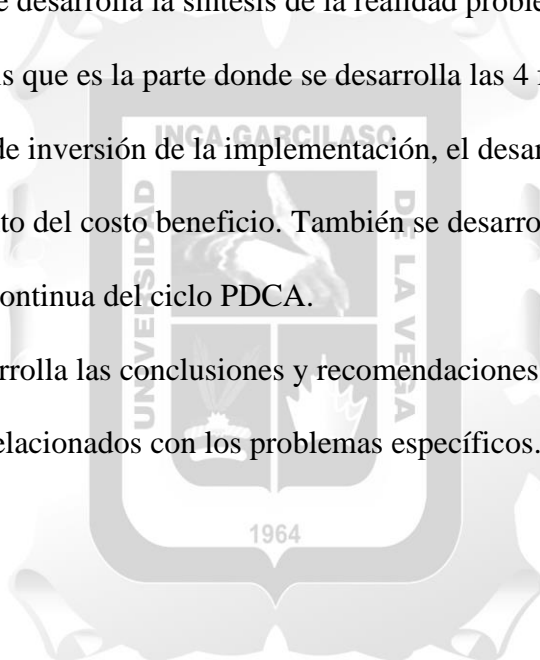 e desarrolla la síntesis de la realidad proble
s que es la parte donde se desarrolla las 4 f
INCA GARCILASO
de inversión de la implementación, el desar
UNIVERSIDAD
DE LA VEGA
to del costo beneficio. También se desarro
continua del ciclo PDCA.
rrolla las conclusiones y recomendaciones
elacionados con los problemas específicos.
1964